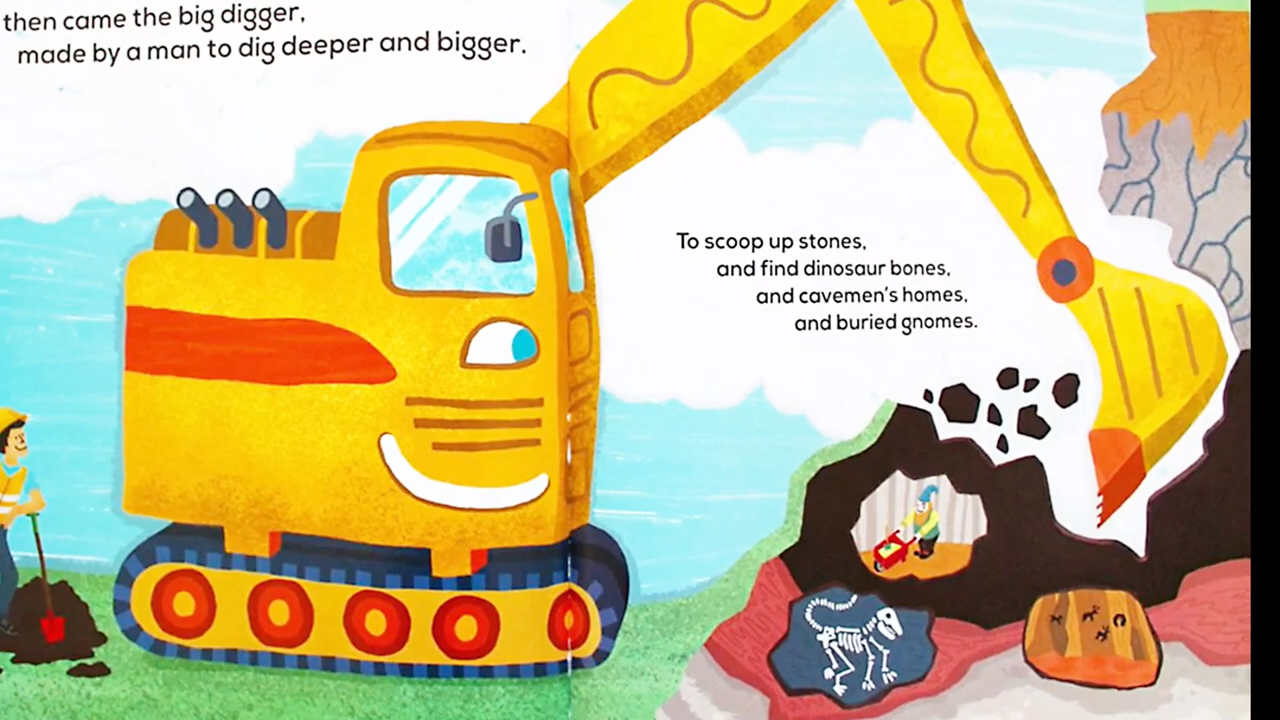 then came the big digger,
made by a man to dig deeper and bigger.
To scoop up stones,
and find dinosaur bones,
and cavemen's homes,
and buried gnomes.